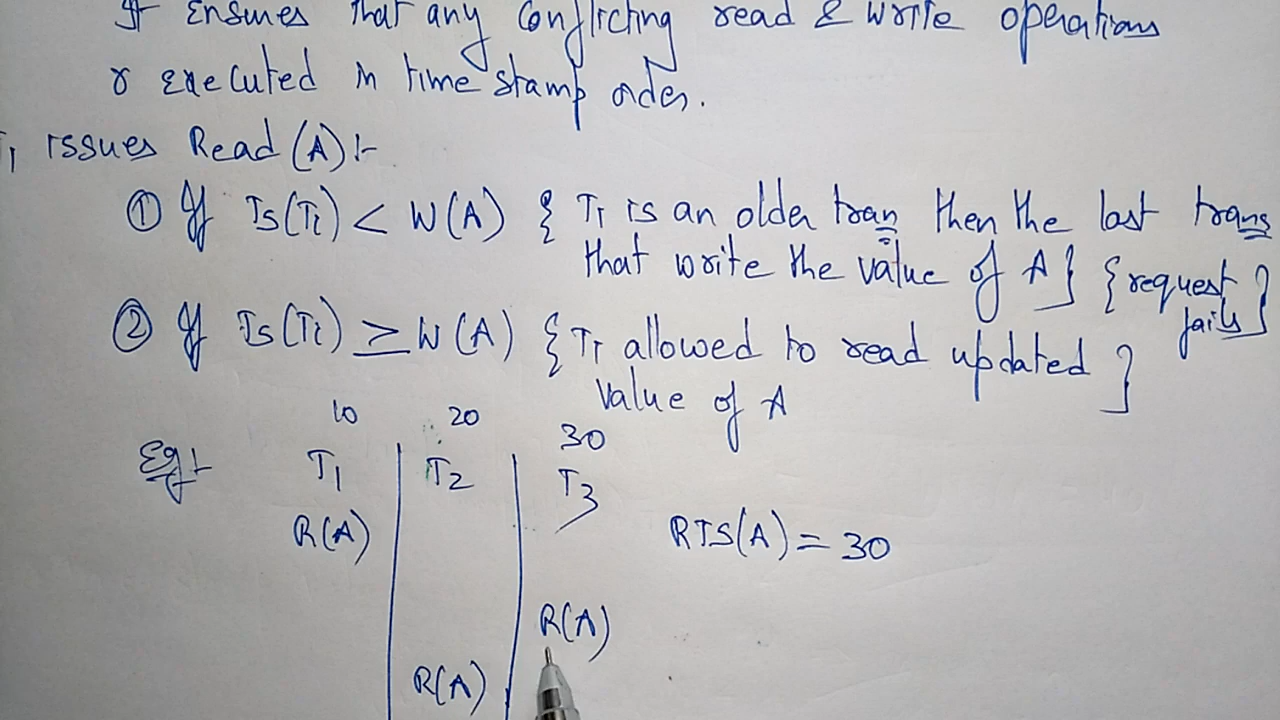 It ensures that any conflicting read & write operations
r executed in time stamp order.
Ti issues Read (A):-
① If Ts(Ti) < W(A) { Ti is an older tran then the last trans
that write the value of A} {request
fails}
② If Ts(Ti) ≥ W(A) {Ti allowed to read updated }
value of A
10 20 30
Eg:- T1 T2 T3
R(A) RTS(A) = 30
R(A)
R(A)